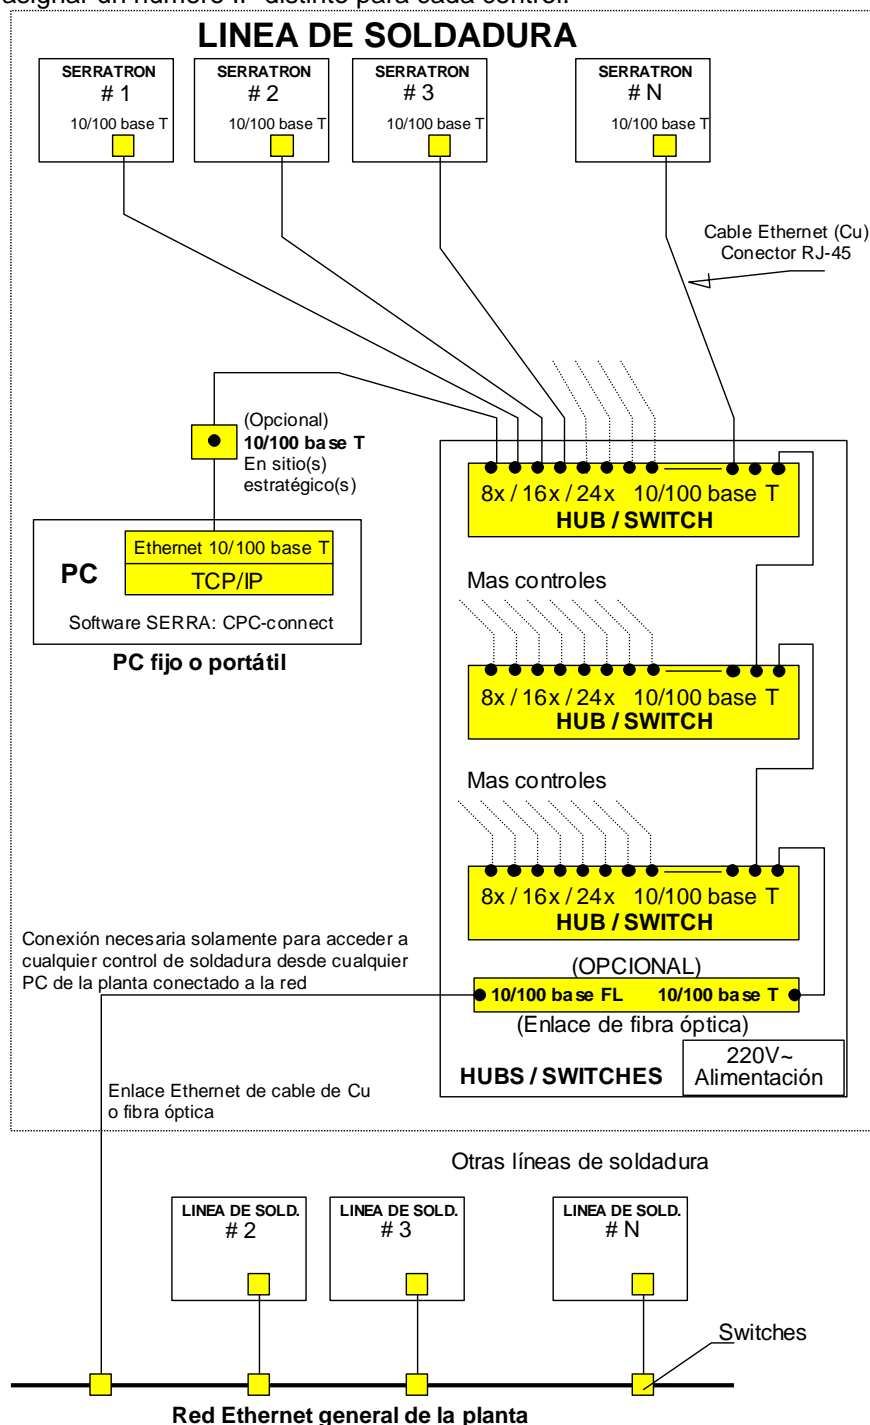 asignar un número IP distinto para cada control.
LINEA DE SOLDADURA
SERRATRON
# 1
10/100 base T
SERRATRON
# 2
10/100 base T
SERRATRON
# 3
10/100 base T
SERRATRON
# N
10/100 base T
Cable Ethernet (Cu)
Conector RJ-45
(Opcional)
10/100 base T
En sitio(s)
estratégico(s)
8x / 16x / 24x 10/100 base T
HUB / SWITCH
PC
Ethernet 10/100 base T
TCP/IP
Software SERRA: CPC-connect
PC fijo o portátil
Mas controles
8x / 16x / 24x 10/100 base T
HUB / SWITCH
Mas controles
8x / 16x / 24x 10/100 base T
HUB / SWITCH
Conexión necesaria solamente para acceder a
cualquier control de soldadura desde cualquier
PC de la planta conectado a la red
(OPCIONAL)
10/100 base FL 10/100 base T
(Enlace de fibra óptica)
HUBS / SWITCHES
220V~
Alimentación
Enlace Ethernet de cable de Cu
o fibra óptica
Otras líneas de soldadura
LINEA DE SOLD.
# 2
LINEA DE SOLD.
# 3
LINEA DE SOLD.
# N
Switches
Red Ethernet general de la planta